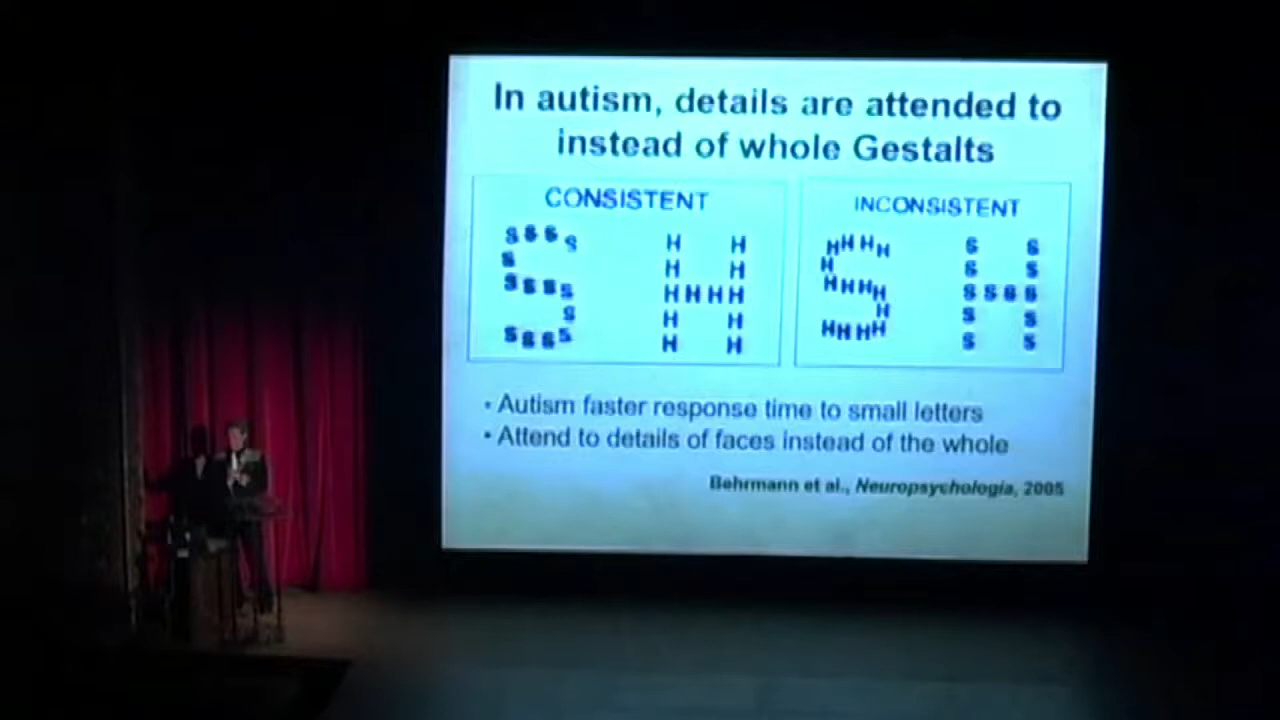 In autism, details are attended to
instead of whole Gestalts
CONSISTENT
S S S S
S
S S S S
S
S S S S
H H
H H
H H H H
H H
H H
INCONSISTENT
H H H H
H
H H H H
H
H H H H
S S
S S
S S S S
S S
S S
• Autism faster response time to small letters
• Attend to details of faces instead of the whole
Behrmann et al., Neuropsychologia, 2005